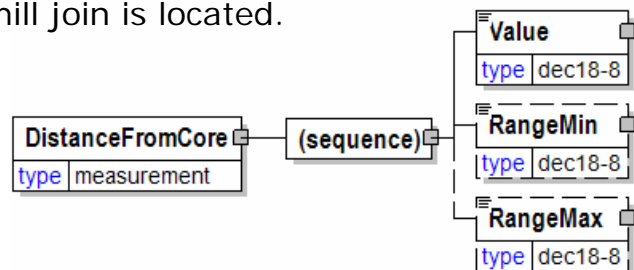 mill join is located.
Value
type dec18-8
RangeMin
type dec18-8
DistanceFromCore
type measurement
(sequence)
RangeMax
type dec18-8